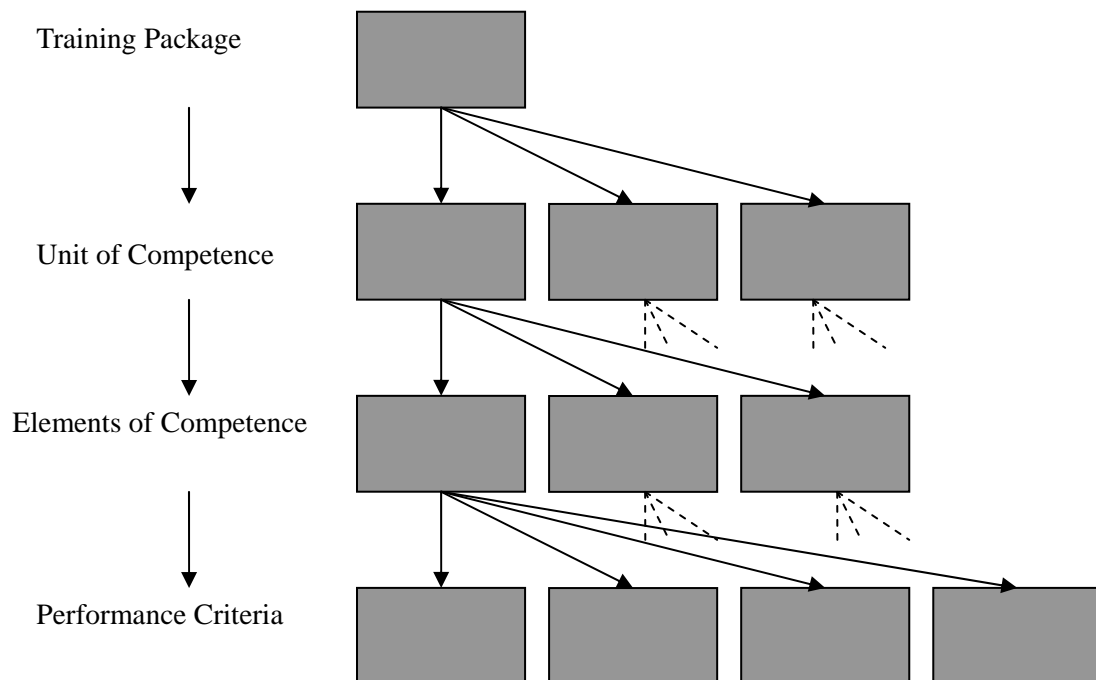 Training Package
Unit of Competence
Elements of Competence
Performance Criteria